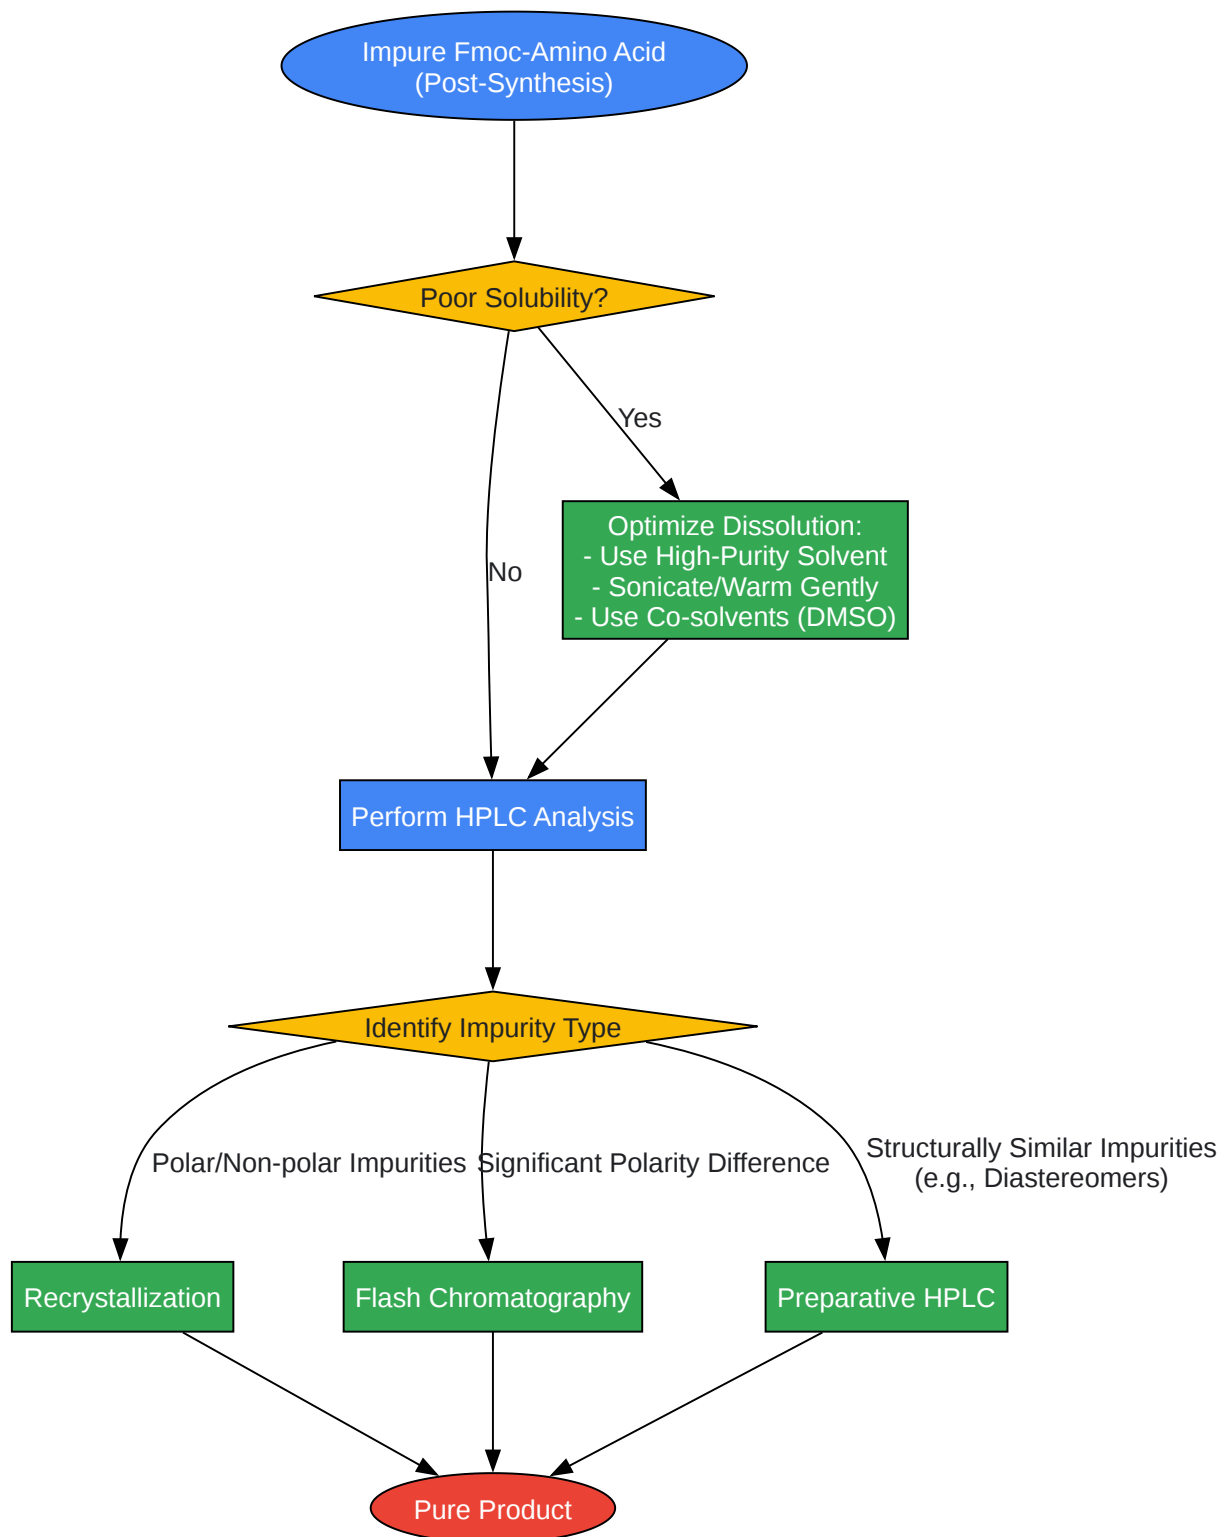 Impure Fmoc-Amino Acid
(Post-Synthesis)
Poor Solubility?
Yes
Optimize Dissolution:
- Use High-Purity Solvent
- Sonicate/Warm Gently
- Use Co-solvents (DMSO)
No
Perform HPLC Analysis
Identify Impurity Type
Polar/Non-polar Impurities
Significant Polarity Difference
Structurally Similar Impurities
(e.g., Diastereomers)
Recrystallization
Flash Chromatography
Preparative HPLC
Pure Product